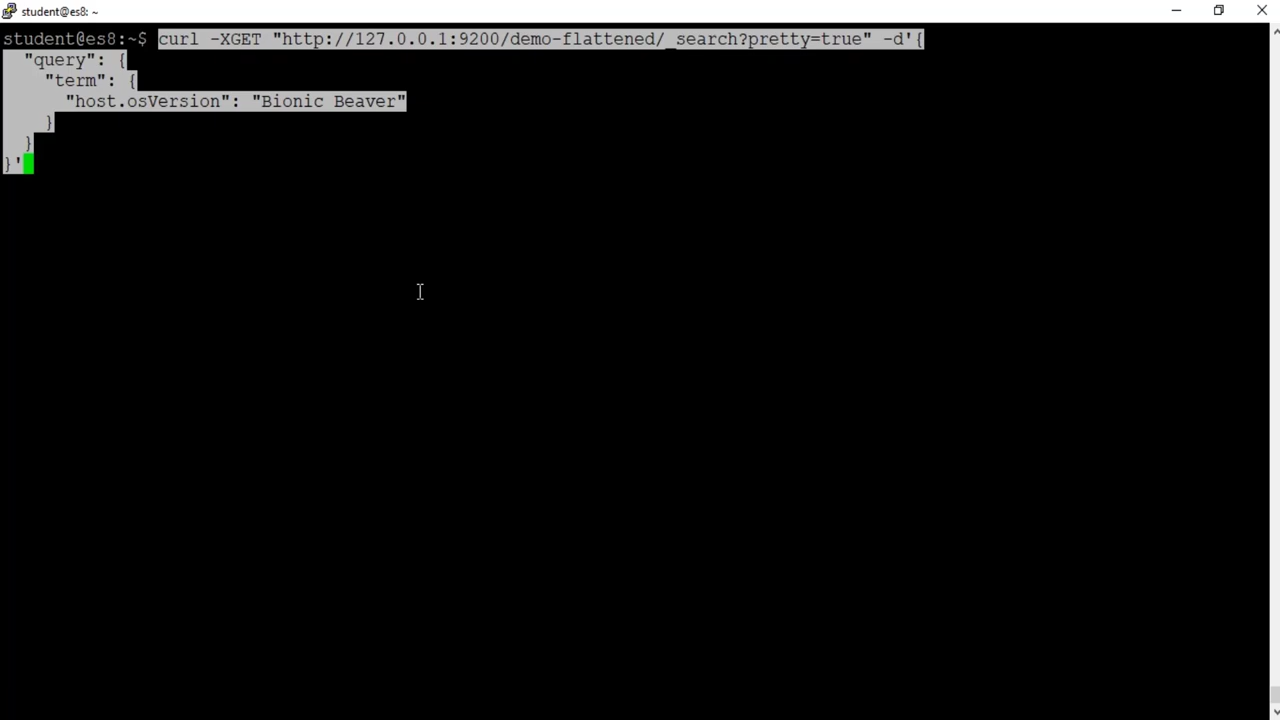 student@es8: ~
student@es8:~$ curl -XGET "http://127.0.0.1:9200/demo-flattened/_search?pretty=true" -d'{
  "query": {
    "term": {
      "host.osVersion": "Bionic Beaver"
    }
  }
}'